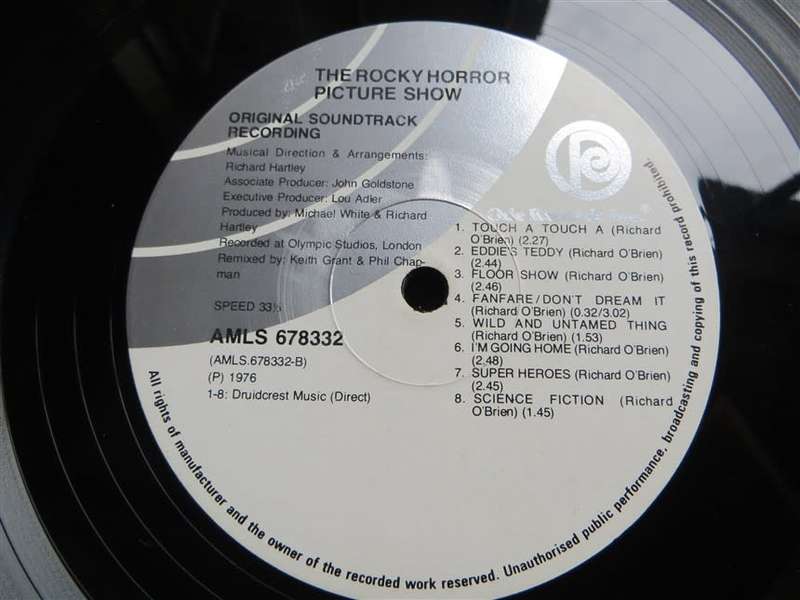 THE ROCKY HORROR
PICTURE SHOW
ORIGINAL SOUNDTRACK
RECORDING
Musical Direction & Arrangements:
Richard Hartley
Associate Producer: John Goldstone
Executive Producer: Lou Adler
Produced by: Michael White & Richard
Hartley
Recorded at Olympic Studios, London
Remixed by: Keith Grant & Phil Chap-
man
SPEED 33⅓
AMLS 678332
(AMLS.678332-B)
(P) 1976
1-8: Druidcrest Music (Direct)
1. TOUCH A TOUCH A (Richard
O'Brien) (2.27)
2. EDDIE'S TEDDY (Richard O'Brien)
(2.44)
3. FLOOR SHOW (Richard O'Brien)
(2.46)
4. FANFARE/DON'T DREAM IT
(Richard O'Brien) (0.32/3.02)
5. WILD AND UNTAMED THING
(Richard O'Brien) (1.53)
6. I'M GOING HOME (Richard O'Brien)
(2.48)
7. SUPER HEROES (Richard O'Brien)
(2.45)
8. SCIENCE FICTION (Richard
O'Brien) (1.45)
All rights of manufacturer and the owner of the recorded work reserved. Unauthorised public performance, broadcasting and copying of this record prohibited.